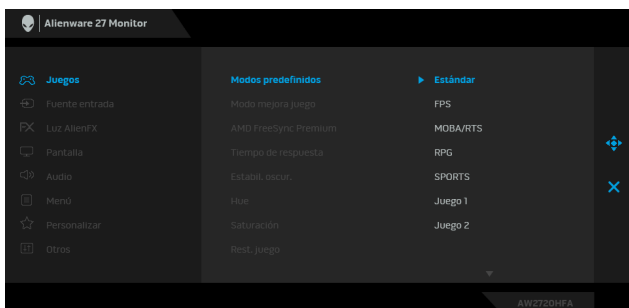 Alienware 27 Monitor
Juegos
Modos predefinidos
Estándar
Fuente entrada
Modo mejora juego
FPS
FX
Luz AlienFX
AMD FreeSync Premium
MOBA/RTS
Pantalla
Tiempo de respuesta
RPG
Audio
Estabil. oscur.
SPORTS
Menú
Hue
Juego 1
Personalizar
Saturación
Juego 2
Otros
Rest. juego
AW2720HFA